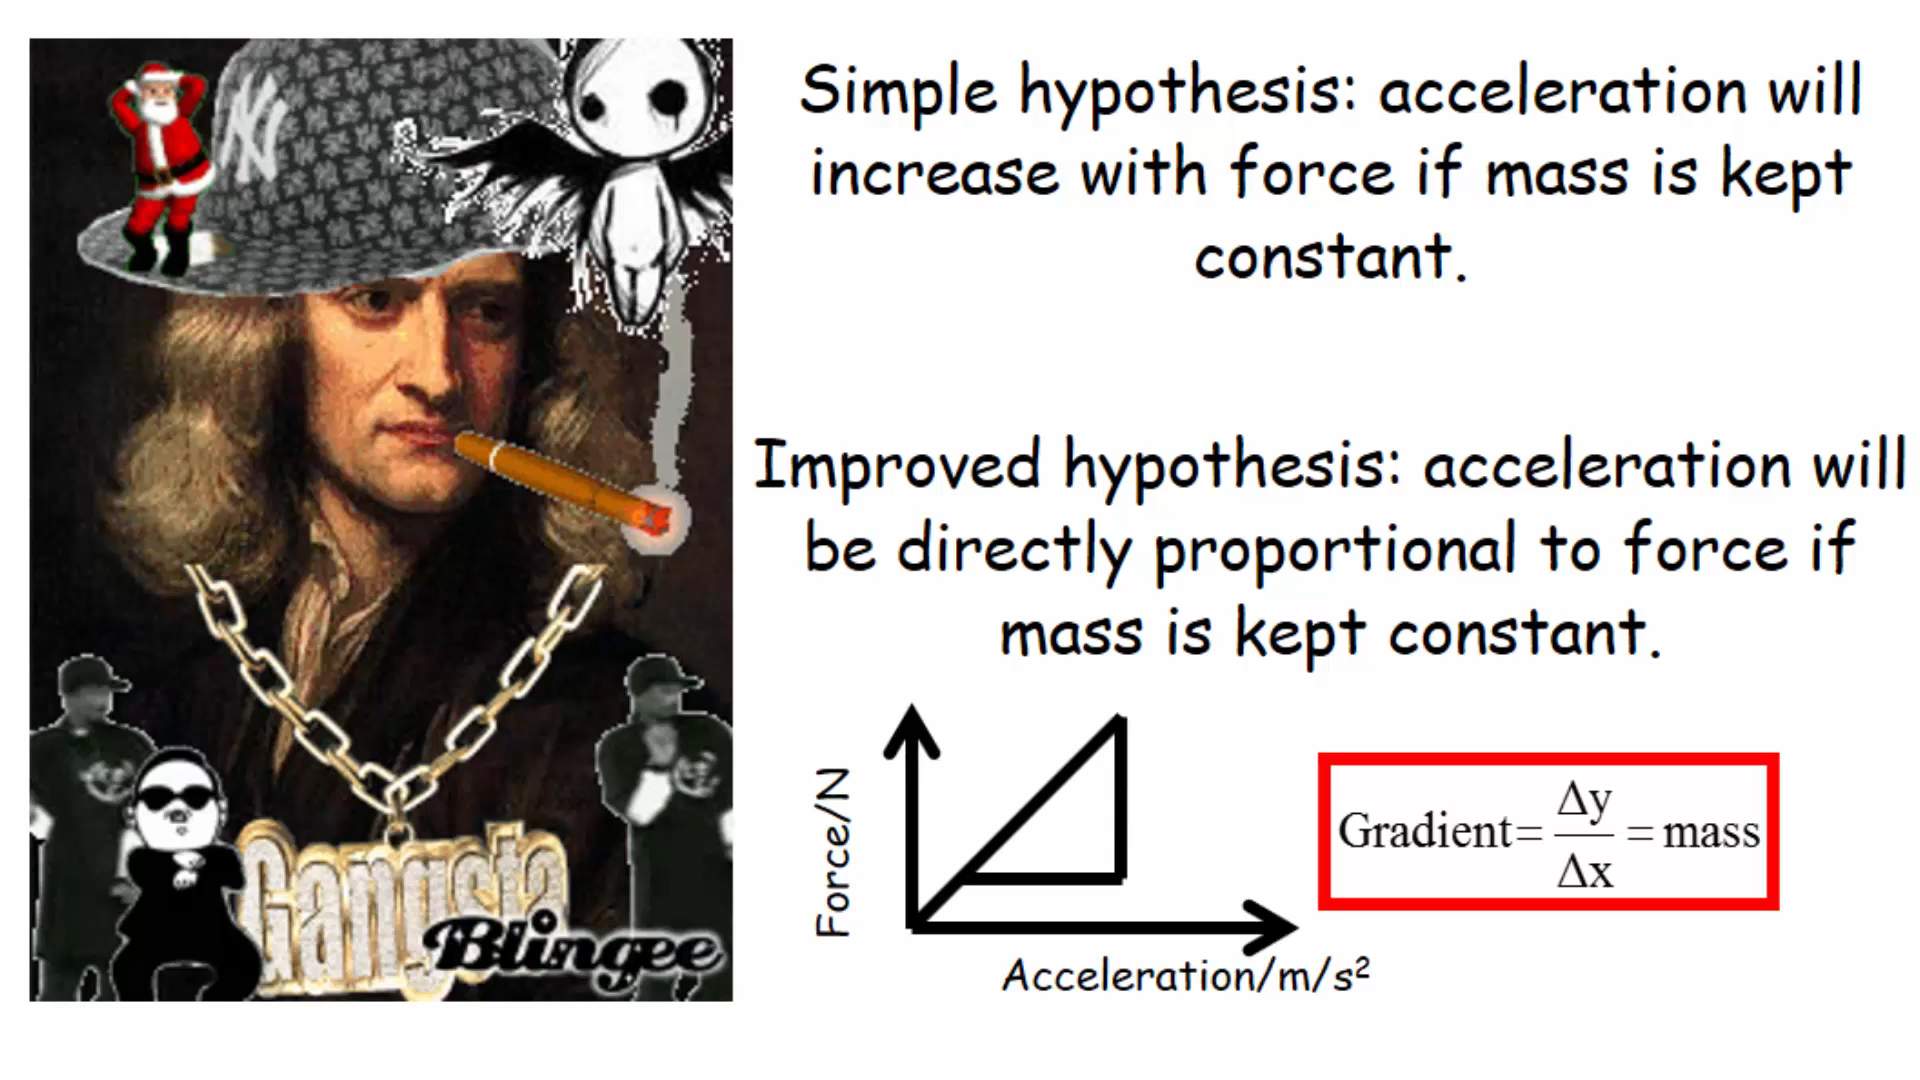 NY
Gangsta
Blingee
Simple hypothesis: acceleration will
increase with force if mass is kept
constant.
Improved hypothesis: acceleration will
be directly proportional to force if
mass is kept constant.
Force/N
Acceleration/m/s²
Gradient= Δy/Δx = mass